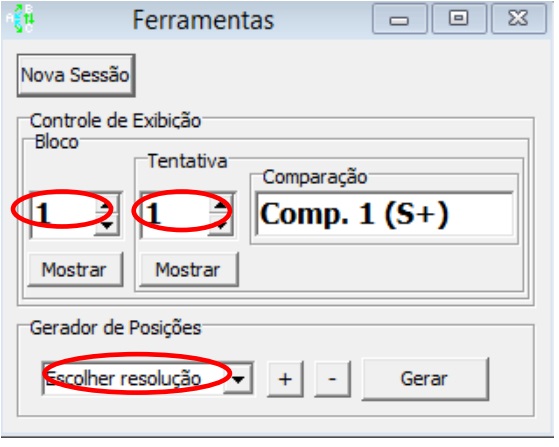 Ferramentas
Nova Sessão
Controle de Exibição
Bloco
Tentativa
Comparação
1 1 Comp. 1 (S+)
Mostrar Mostrar
Gerador de Posições
Escolher resolução + - Gerar